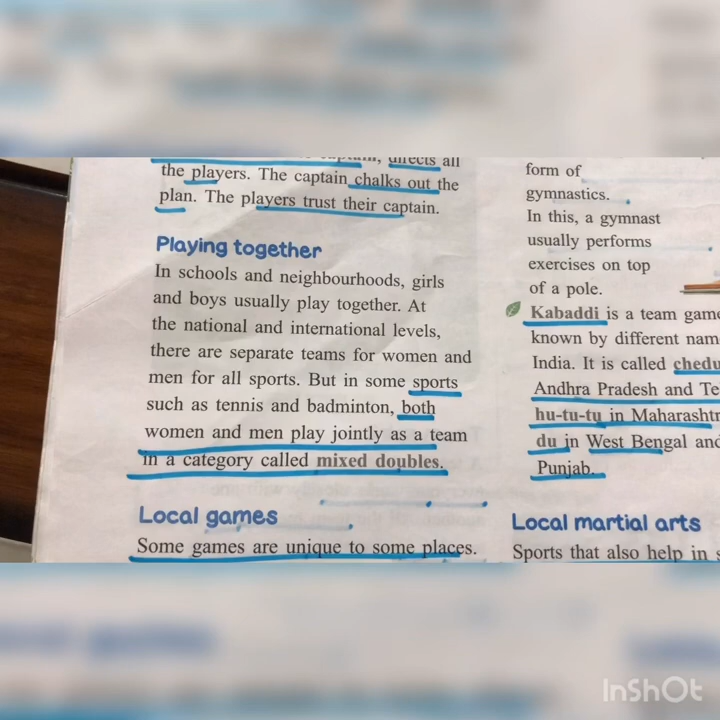 directs all
the players. The captain chalks out the
plan. The players trust their captain.
Playing together
In schools and neighbourhoods, girls
and boys usually play together. At
the national and international levels,
there are separate teams for women and
men for all sports. But in some sports
such as tennis and badminton, both
women and men play jointly as a team
in a category called mixed doubles.
Local games
Some games are unique to some places.
form of
gymnastics.
In this, a gymnast
usually performs
exercises on top
of a pole.
Kabaddi is a team game
known by different nam
India. It is called chedu
Andhra Pradesh and Te
hu-tu-tu in Maharashtr
du in West Bengal and
Punjab.
Local martial arts
Sports that also help in s
InShOt